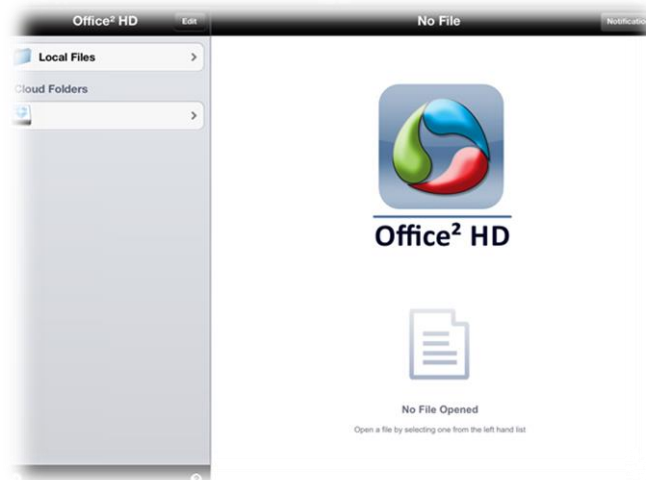 Office² HD
Edit
No File
Notification
Local Files
Cloud Folders
Office² HD
No File Opened
Open a file by selecting one from the left hand list
?